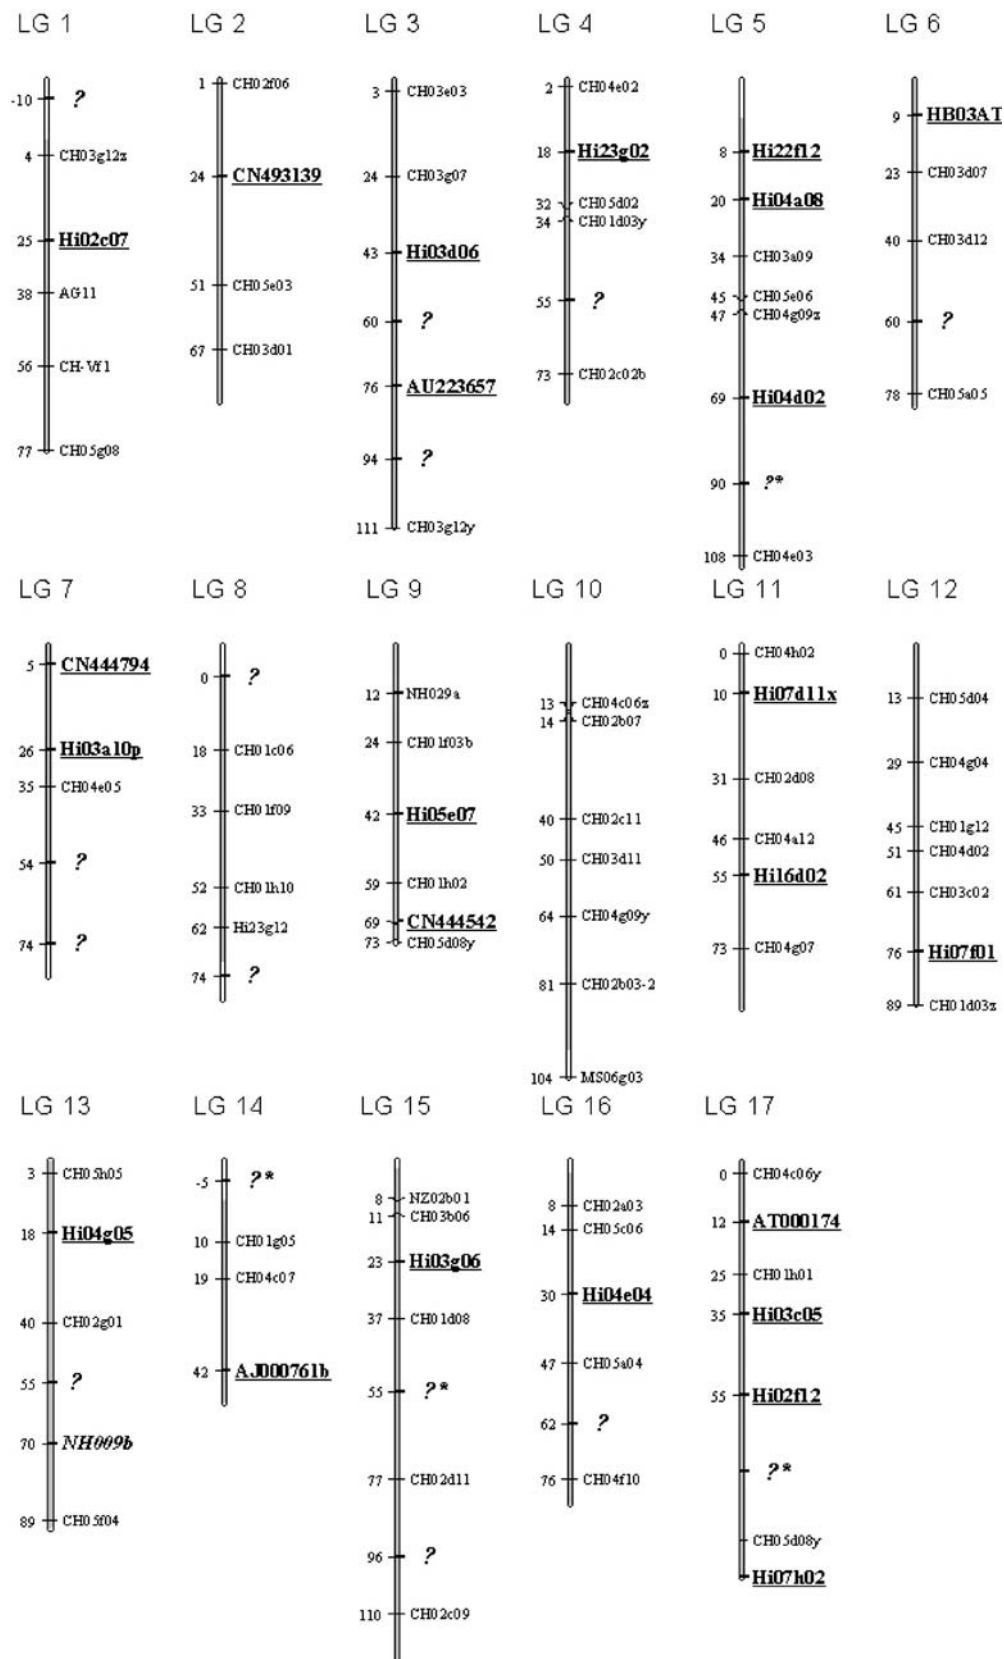 LG 1
-10 ?
4 CH03g12z
25 Hi02c07
38 AG11
56 CH-Vf1
77 CH05g08
LG 2
1 CH02f06
24 CN493139
51 CH05e03
67 CH03d01
LG 3
3 CH03e03
24 CH03g07
43 Hi03d06
60 ?
76 AU223657
94 ?
111 CH03g12y
LG 4
2 CH04e02
18 Hi23g02
32 CH05d02
34 CH01d03y
55 ?
73 CH02c02b
LG 5
8 Hi22f12
20 Hi04a08
34 CH03a09
45 CH05e06
47 CH04g09z
69 Hi04d02
90 ?*
108 CH04e03
LG 6
9 HB03AT
23 CH03d07
40 CH03d12
60 ?
78 CH05a05
LG 7
5 CN444794
26 Hi03a10p
35 CH04e05
54 ?
74 ?
LG 8
0 ?
18 CH01c06
33 CH01f09
52 CH01h10
62 Hi23g12
74 ?
LG 9
12 NH029a
24 CH01f03b
42 Hi05e07
59 CH01h02
69 CN444542
73 CH05d08y
LG 10
13 CH04c06z
14 CH02b07
40 CH02c11
50 CH03d11
64 CH04g09y
81 CH02b03-2
104 MS06g03
LG 11
0 CH04h02
10 Hi07d11x
31 CH02d08
46 CH04a12
55 Hi16d02
73 CH04g07
LG 12
13 CH05d04
29 CH04g04
45 CH01g12
51 CH04d02
61 CH03c02
76 Hi07f01
89 CH01d03z
LG 13
3 CH05h05
18 Hi04g05
40 CH02g01
55 ?
70 NH009b
89 CH05f04
LG 14
-5 ?*
10 CH01g05
19 CH04c07
42 AJ000761b
LG 15
8 NZ02b01
11 CH03b06
23 Hi03g06
37 CH01d08
55 ?*
77 CH02d11
96 ?
110 CH02c09
LG 16
8 CH02a03
14 CH05c06
30 Hi04e04
47 CH05a04
62 ?
76 CH04f10
LG 17
0 CH04c06y
12 AT000174
25 CH01h01
35 Hi03c05
55 Hi02f12
?*
CH05d08y
Hi07h02